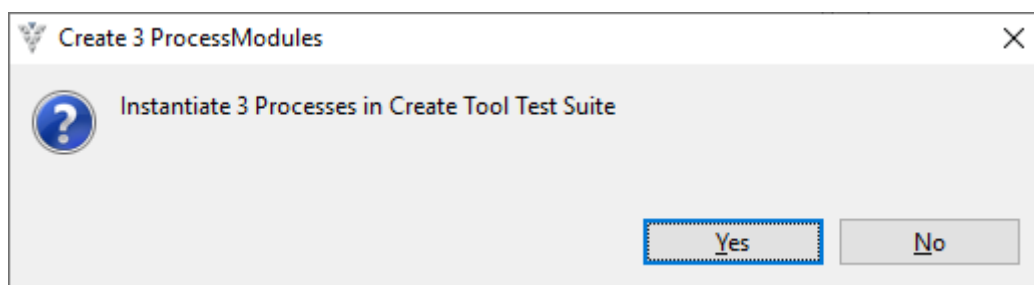 Create 3 ProcessModules
Instantiate 3 Processes in Create Tool Test Suite
Yes
No